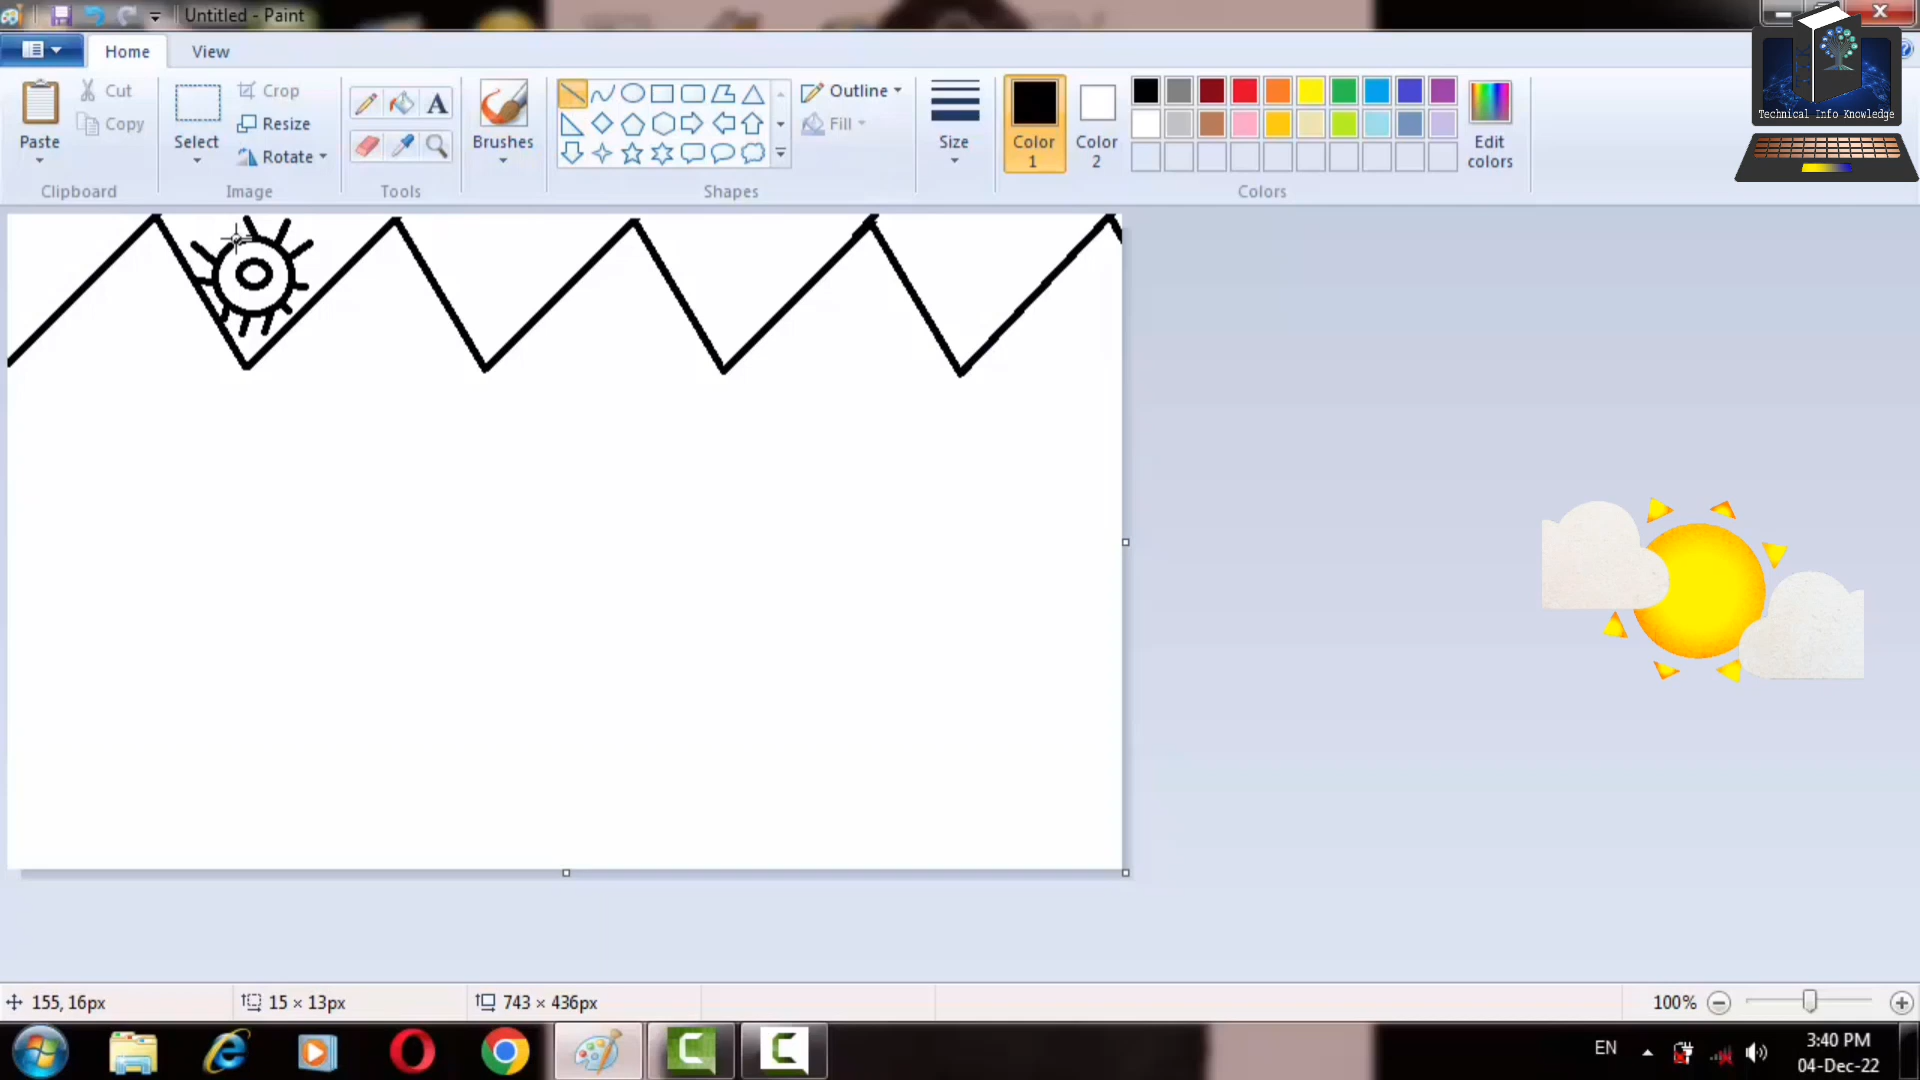 Untitled - Paint
Home
View
Paste
Cut
Copy
Clipboard
Select
Crop
Resize
Rotate
Image
A
Tools
Brushes
Outline
Fill
Shapes
Size
Color
1
Color
2
Edit
colors
Colors
Technical Info Knowledge
155, 16px
15 × 13px
743 × 436px
100%
EN
3:40 PM
04-Dec-22